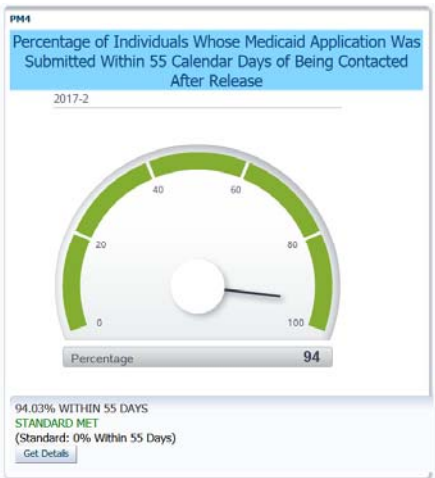 PM4
Percentage of Individuals Whose Medicaid Application Was
Submitted Within 55 Calendar Days of Being Contacted
After Release
2017-2
40 60
20 80
0 100
Percentage 94
94.03% WITHIN 55 DAYS
STANDARD MET
(Standard: 0% Within 55 Days)
Get Details